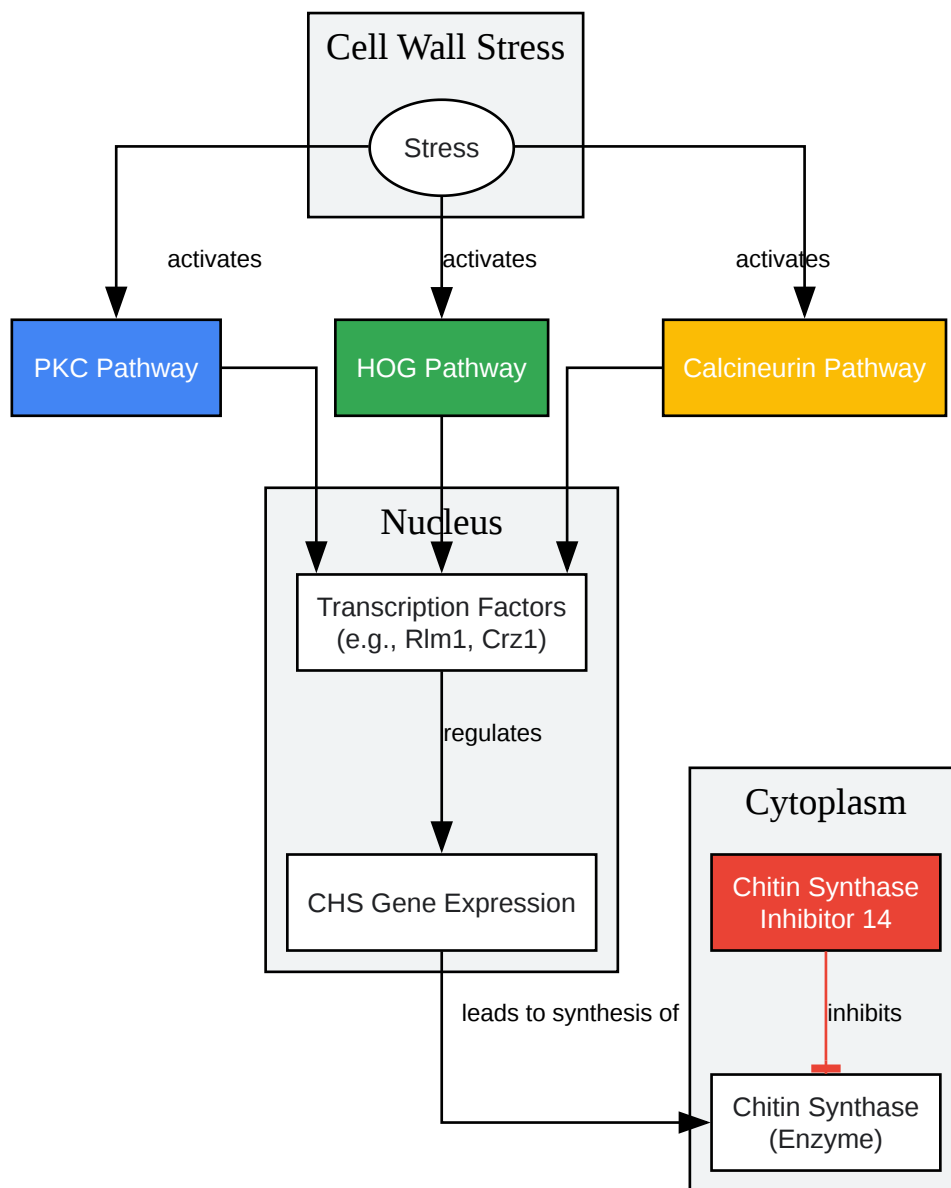 Cell Wall Stress
Stress
activates
activates
activates
PKC Pathway
HOG Pathway
Calcineurin Pathway
Nucleus
Transcription Factors
(e.g., Rlm1, Crz1)
regulates
CHS Gene Expression
Cytoplasm
Chitin Synthase
Inhibitor 14
leads to synthesis of
inhibits
Chitin Synthase
(Enzyme)